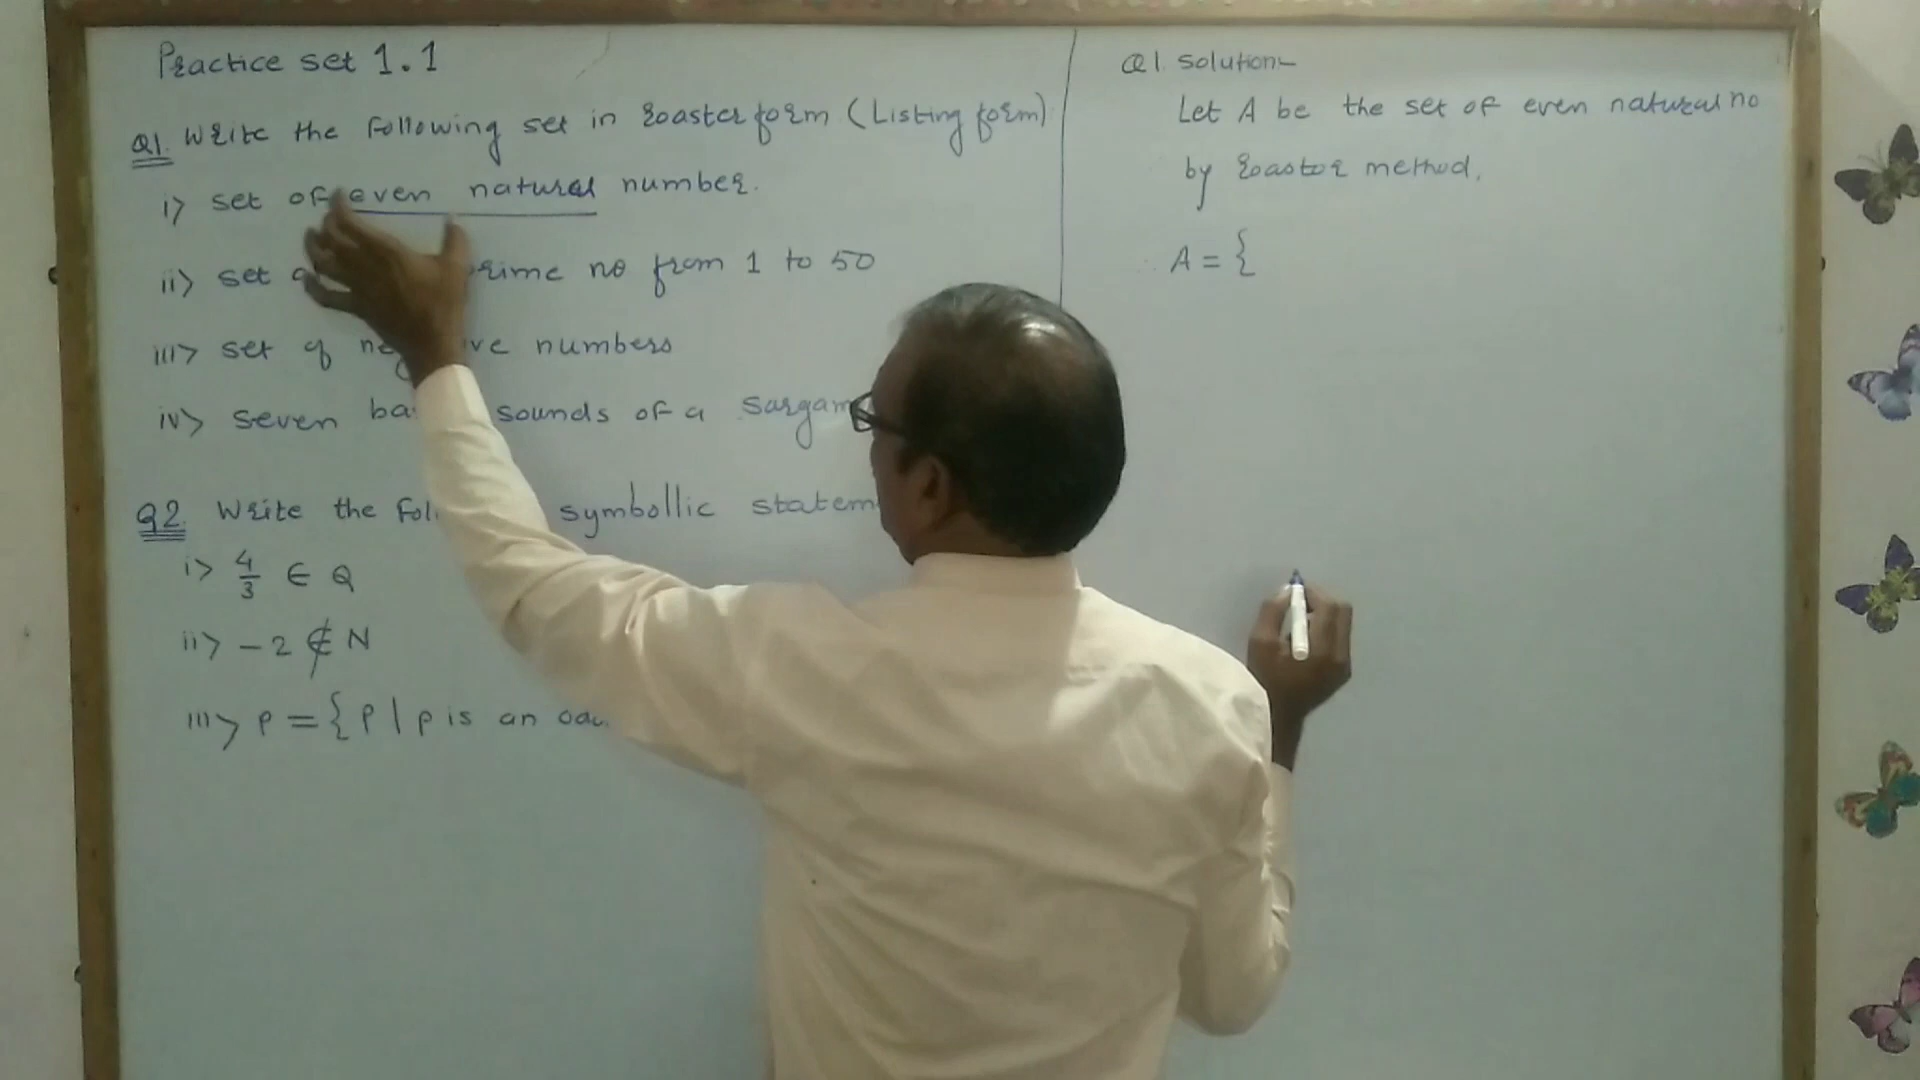 Practice set 1.1
Q1. Write the following set in roaster form (Listing form)
i) set of even natural number.
ii) set prime no from 1 to 50
iii) set of numbers
iv) seven sounds of a sargam
Q2. Write the symbollic
i) 4/3 ∈ Q
ii) -2 ∉ N
iii) P = { P | p is an
Q1. solution-
Let A be the set of even natural no
by roaster method,
A = {